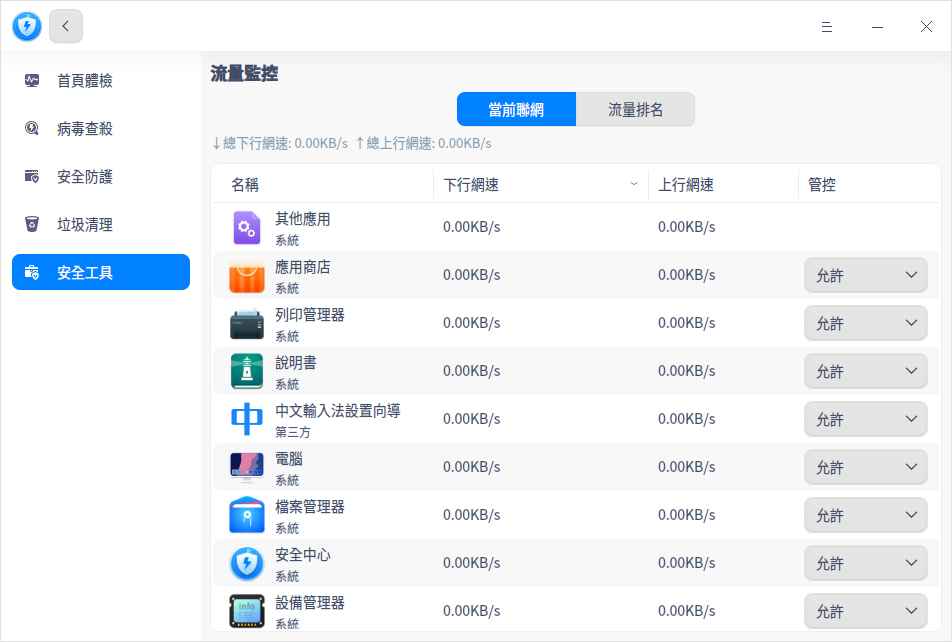 首頁體檢
病毒查殺
安全防護
垃圾清理
安全工具
流量監控
當前聯網 流量排名
↓總下行網速: 0.00KB/s ↑總上行網速: 0.00KB/s
名稱 下行網速 上行網速 管控
其他應用
系統
0.00KB/s 0.00KB/s
應用商店
系統
0.00KB/s 0.00KB/s 允許
列印管理器
系統
0.00KB/s 0.00KB/s 允許
說明書
系統
0.00KB/s 0.00KB/s 允許
中文輸入法設置向導
第三方
0.00KB/s 0.00KB/s 允許
電腦
系統
0.00KB/s 0.00KB/s 允許
檔案管理器
系統
0.00KB/s 0.00KB/s 允許
安全中心
系統
0.00KB/s 0.00KB/s 允許
info
設備管理器
系統
0.00KB/s 0.00KB/s 允許